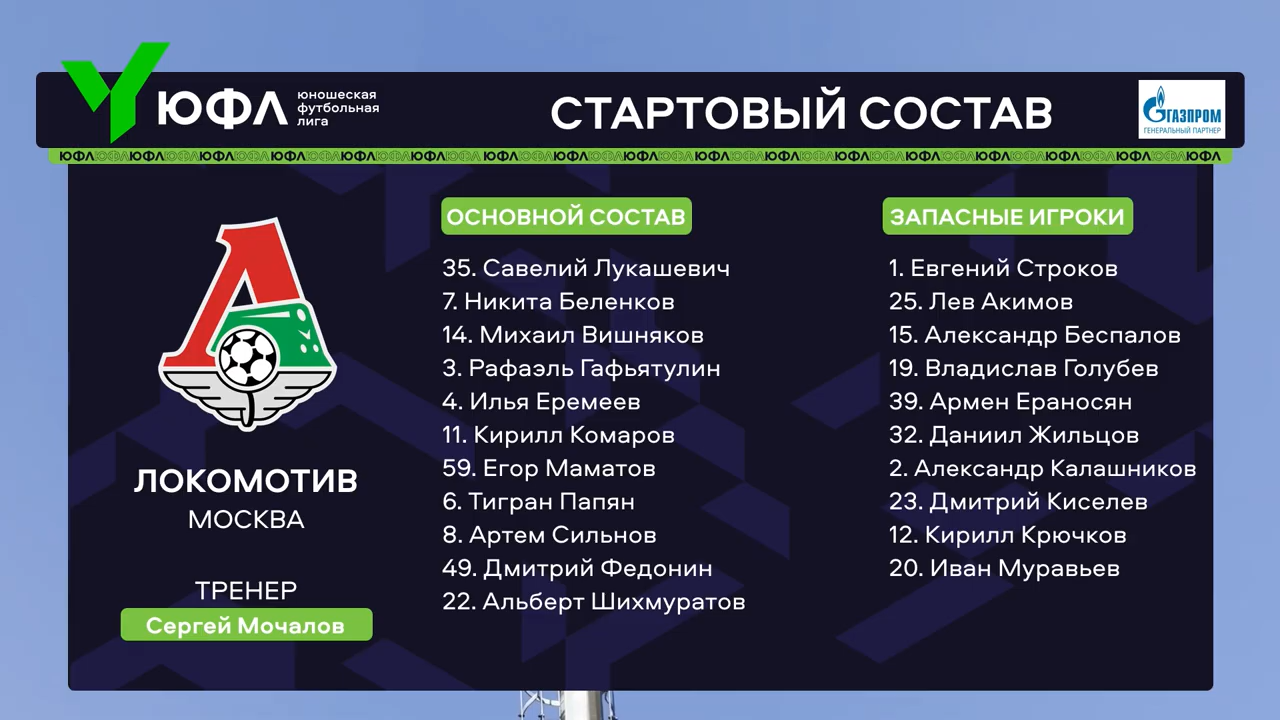 ЮФЛ
юношеская
футбольная
лига
СТАРТОВЫЙ СОСТАВ
ГАЗПРОМ
ГЕНЕРАЛЬНЫЙ ПАРТНЕР
ЮФЛЮФЛЮФЛЮФЛЮФЛЮФЛЮФЛЮФЛЮФЛЮФЛЮФЛЮФЛЮФЛЮФЛЮФЛЮФЛЮФЛЮФЛЮФЛЮФЛЮФЛЮФЛЮФЛЮФЛЮФЛЮФЛЮФЛЮФЛЮФЛЮФЛЮФЛЮФЛЮФЛ
ЛОКОМОТИВ
МОСКВА
ТРЕНЕР
Сергей Мочалов
ОСНОВНОЙ СОСТАВ
35. Савелий Лукашевич
7. Никита Беленков
14. Михаил Вишняков
3. Рафаэль Гафьятулин
4. Илья Еремеев
11. Кирилл Комаров
59. Егор Маматов
6. Тигран Папян
8. Артем Сильнов
49. Дмитрий Федонин
22. Альберт Шихмуратов
ЗАПАСНЫЕ ИГРОКИ
1. Евгений Строков
25. Лев Акимов
15. Александр Беспалов
19. Владислав Голубев
39. Армен Ераносян
32. Даниил Жильцов
2. Александр Калашников
23. Дмитрий Киселев
12. Кирилл Крючков
20. Иван Муравьев